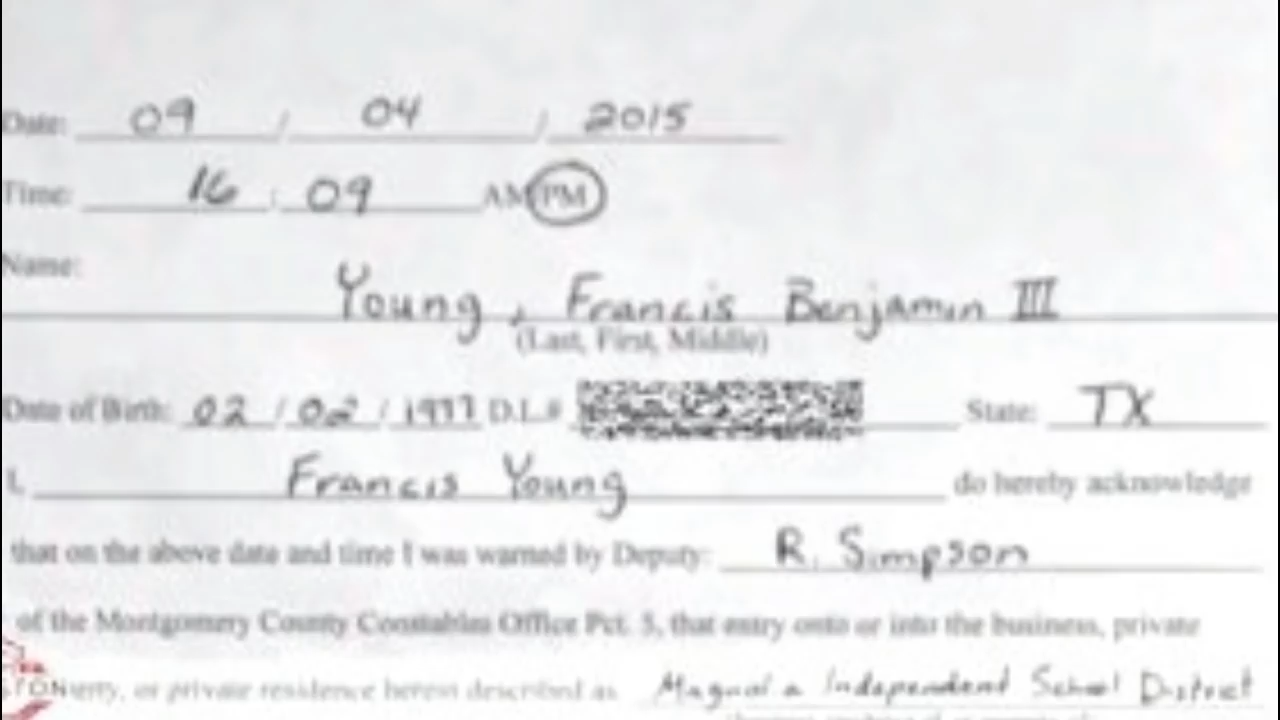 Date: 09 / 04 / 2015
Time: 16 : 09 AM PM
Name:
Young, Francis Benjamin III
(Last, First, Middle)
Date of Birth: 02 / 02 / 1977 D.L.# State: TX
I, Francis Young do hereby acknowledge
that on the above date and time I was warned by Deputy: R. Simpson
of the Montgomery County Constables Office Pct. 5, that entry onto or into the business, private
erty, or private residence herein described as Magnolia Independent School District